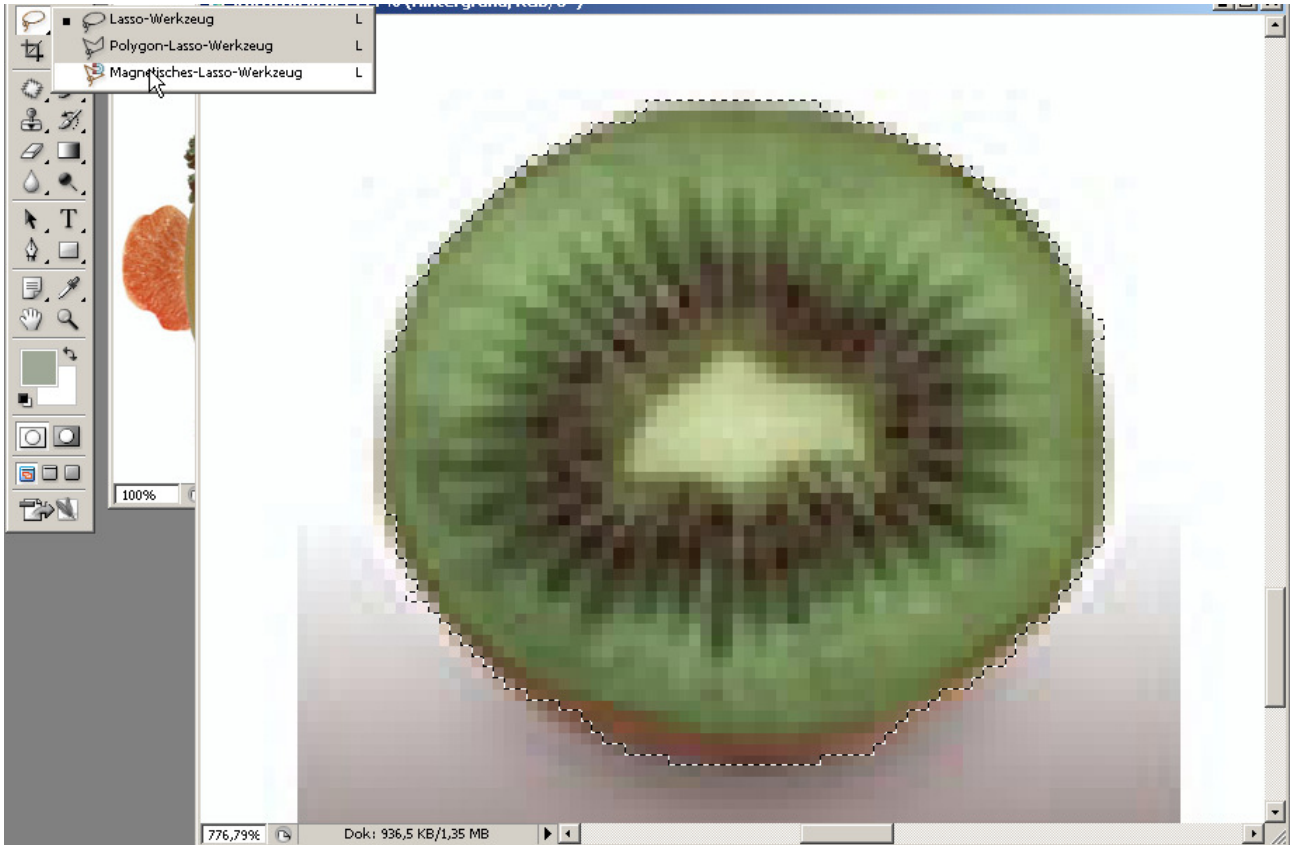 Lasso-Werkzeug L
Polygon-Lasso-Werkzeug L
Magnetisches-Lasso-Werkzeug L
T
100%
776,79% Dok: 936,5 KB/1,35 MB